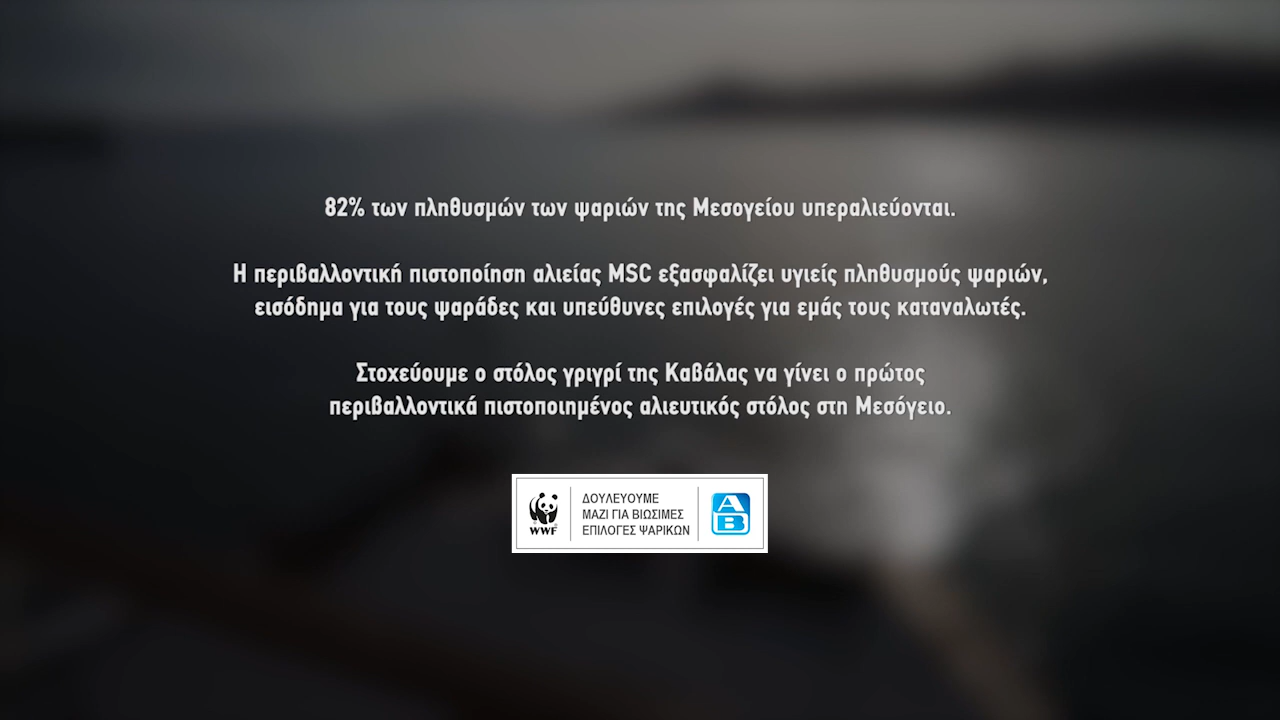 82% των πληθυσμών των ψαριών της Μεσογείου υπεραλιεύονται.
Η περιβαλλοντική πιστοποίηση αλιείας MSC εξασφαλίζει υγιείς πληθυσμούς ψαριών,
εισόδημα για τους ψαράδες και υπεύθυνες επιλογές για εμάς τους καταναλωτές.
Στοχεύουμε ο στόλος γριγρί της Καβάλας να γίνει ο πρώτος
περιβαλλοντικά πιστοποιημένος αλιευτικός στόλος στη Μεσόγειο.
WWF
ΔΟΥΛΕΥΟΥΜΕ
ΜΑΖΙ ΓΙΑ ΒΙΩΣΙΜΕΣ
ΕΠΙΛΟΓΕΣ ΨΑΡΙΚΩΝ
AB